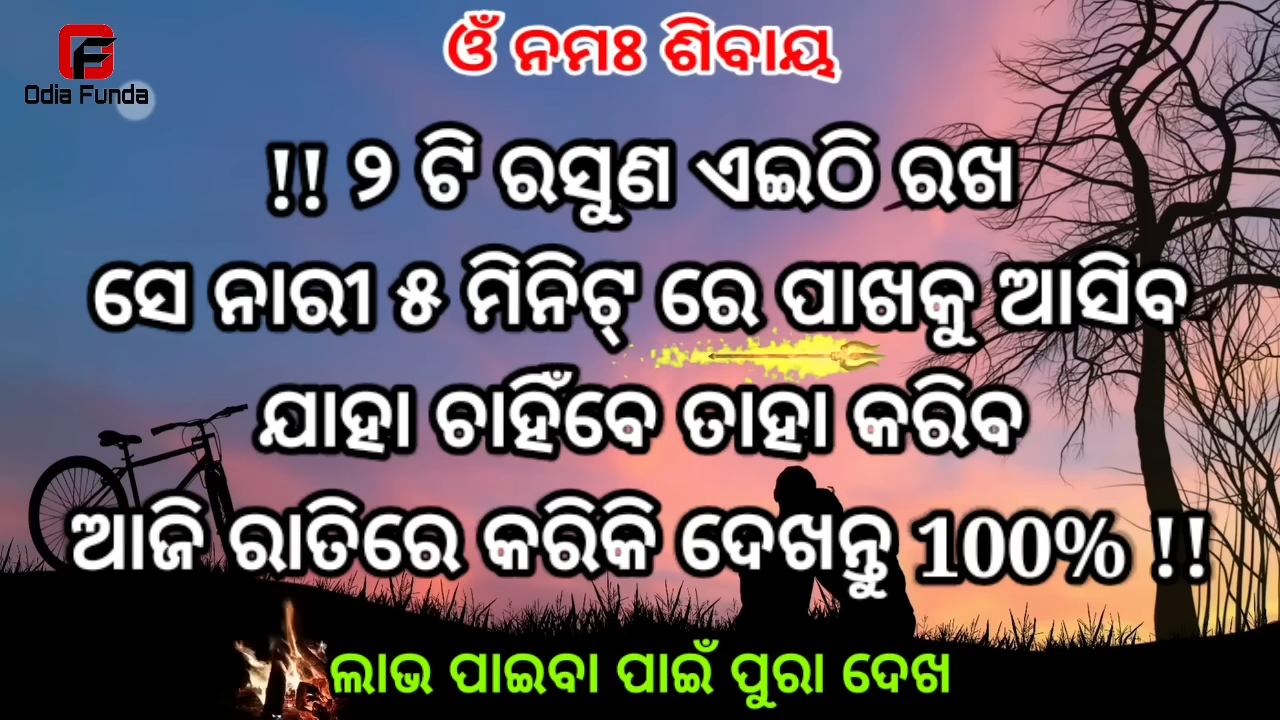 ଓଁ ନମଃ ଶିବାୟ
Odia Funda
!! ୨ ଟି ରସୁଣ ଏଇଠି ରଖ
ସେ ନାରୀ ୫ ମିନିଟ୍ ରେ ପାଖକୁ ଆସିବ
ଯାହା ଚାହିଁବେ ତାହା କରିବ
ଆଜି ରାତିରେ କରିକି ଦେଖନ୍ତୁ 100% !!
ଲାଭ ପାଇବା ପାଇଁ ପୁରା ଦେଖ